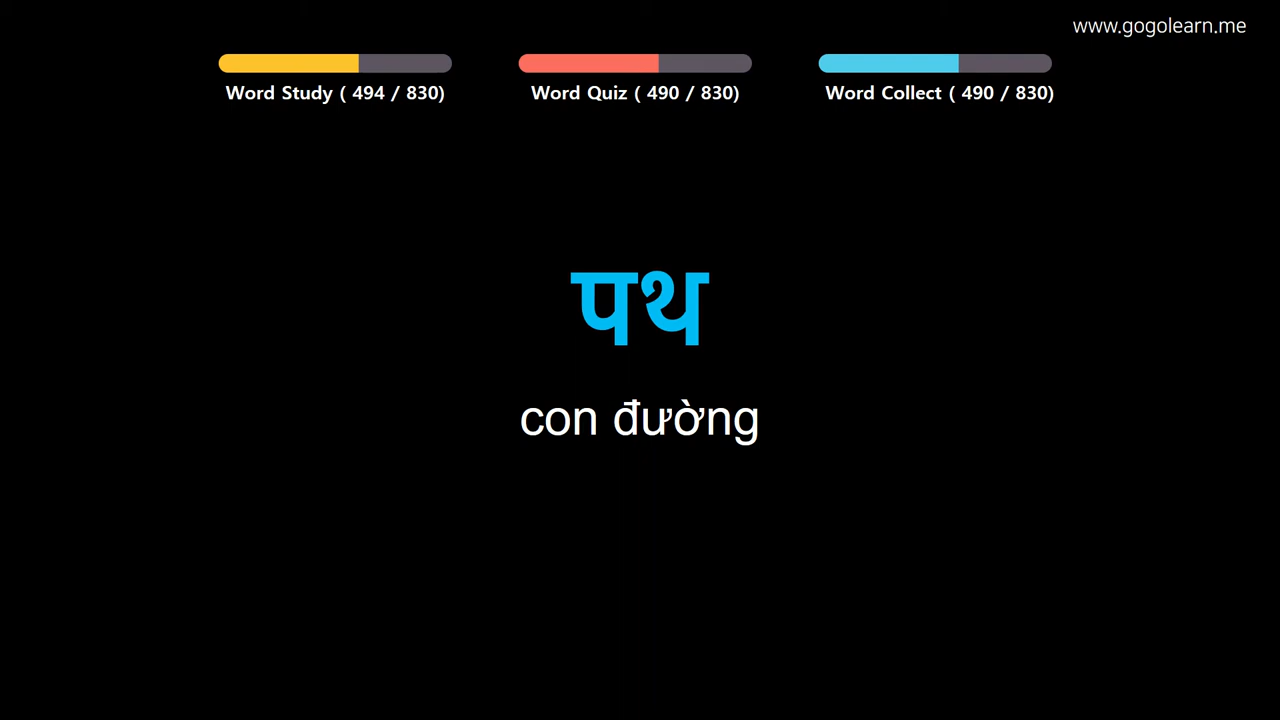 www.gogolearn.me
Word Study ( 494 / 830)
Word Quiz ( 490 / 830)
Word Collect ( 490 / 830)
पथ
con đường